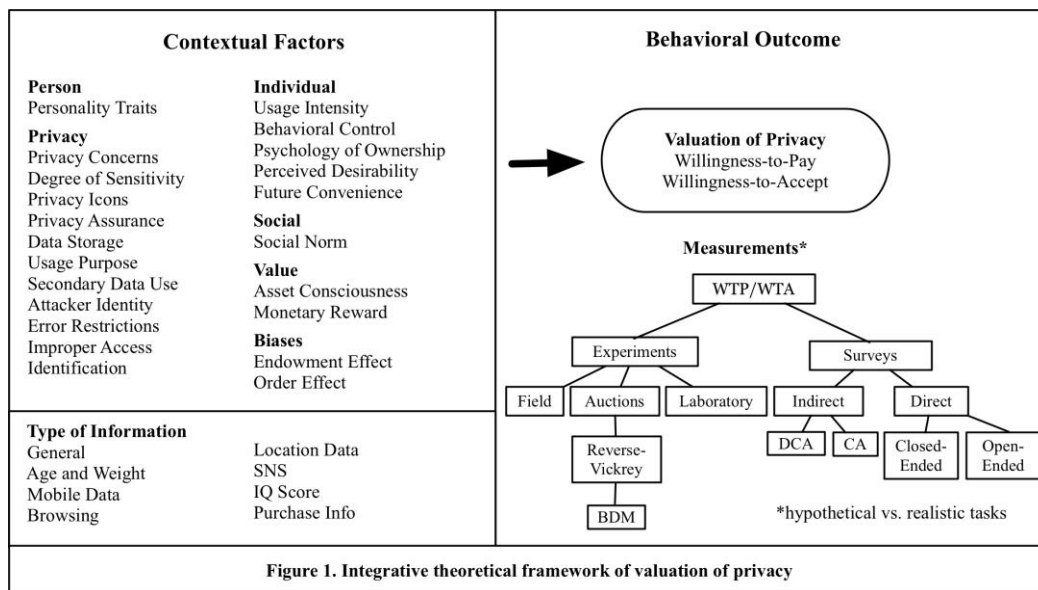 Contextual Factors
Person
Personality Traits
Privacy
Privacy Concerns
Degree of Sensitivity
Privacy Icons
Privacy Assurance
Data Storage
Usage Purpose
Secondary Data Use
Attacker Identity
Error Restrictions
Improper Access
Identification
Individual
Usage Intensity
Behavioral Control
Psychology of Ownership
Perceived Desirability
Future Convenience
Social
Social Norm
Value
Asset Consciousness
Monetary Reward
Biases
Endowment Effect
Order Effect
Type of Information
General
Age and Weight
Mobile Data
Browsing
Location Data
SNS
IQ Score
Purchase Info
Behavioral Outcome
Valuation of Privacy
Willingness-to-Pay
Willingness-to-Accept
Measurements*
WTP/WTA
Experiments
Surveys
Field
Auctions
Laboratory
Indirect
Direct
Reverse-
Vickrey
DCA
CA
Closed-
Ended
Open-
Ended
BDM
*hypothetical vs. realistic tasks
Figure 1. Integrative theoretical framework of valuation of privacy